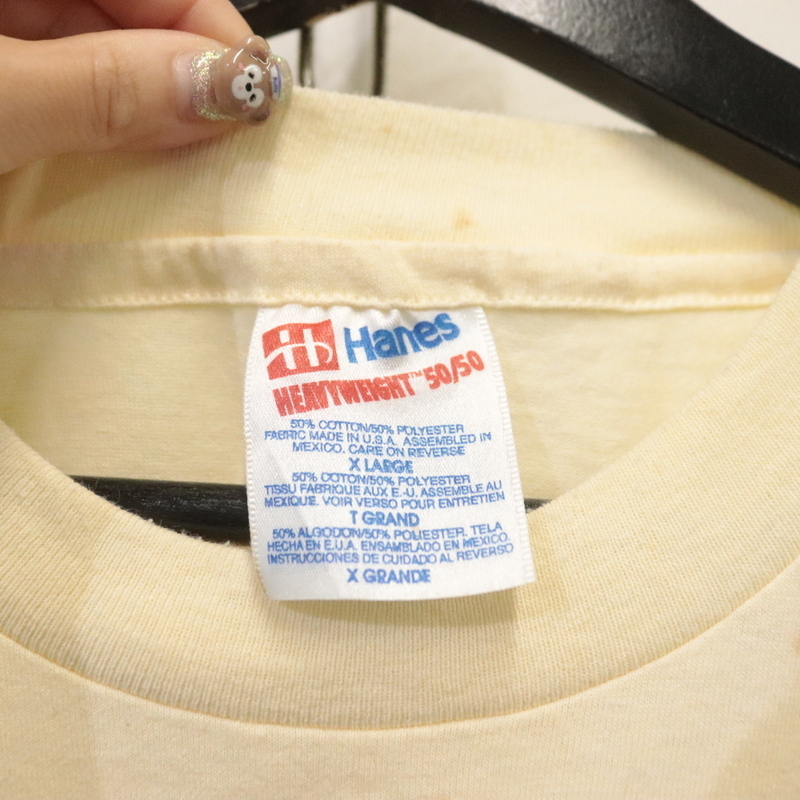 H Hanes
HEAVYWEIGHT™ 50/50
50% COTTON/50% POLYESTER
FABRIC MADE IN U.S.A. ASSEMBLED IN
MEXICO. CARE ON REVERSE
X LARGE
50% COTON/50% POLYESTER
TISSU FABRIQUE AUX E.-U. ASSEMBLE AU
MEXIQUE. VOIR VERSO POUR ENTRETIEN
T GRAND
50% ALGODON/50% POLIESTER. TELA
HECHA EN E.U.A. ENSAMBLADO EN MEXICO.
INSTRUCCIONES DE CUIDADO AL REVERSO
X GRANDE